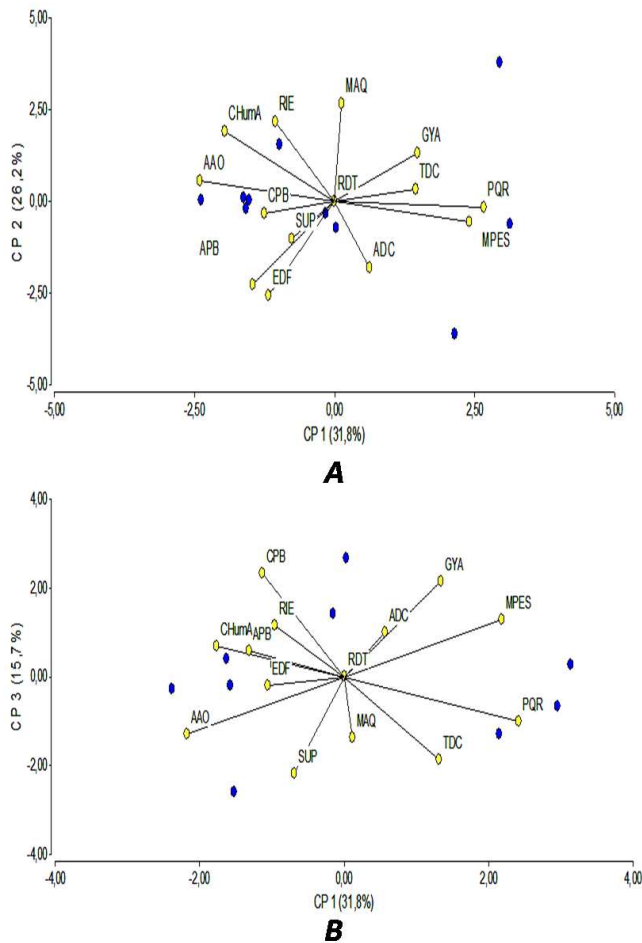 5,00
MAQ
RIE
CHumA
2,50
GYA
TDC
AAO
RDT
CP 2 (26,2%)
CPB
PQR
0,00
SUP
MPES
APB
ADC
EDF
-2,50
-5,00
-5,00 -2,50 0,00 2,50 5,00
CP 1 (31,8%)
A
4,00
CPB
GYA
2,00
RIE
MPES
ADC
CHumA APB
EDF
RDT
CP 3 (15,7%)
0,00
AAO
MAQ
PQR
SUP
TDC
-2,00
-4,00
-4,00 -2,00 0,00 2,00 4,00
CP 1 (31,8%)
B